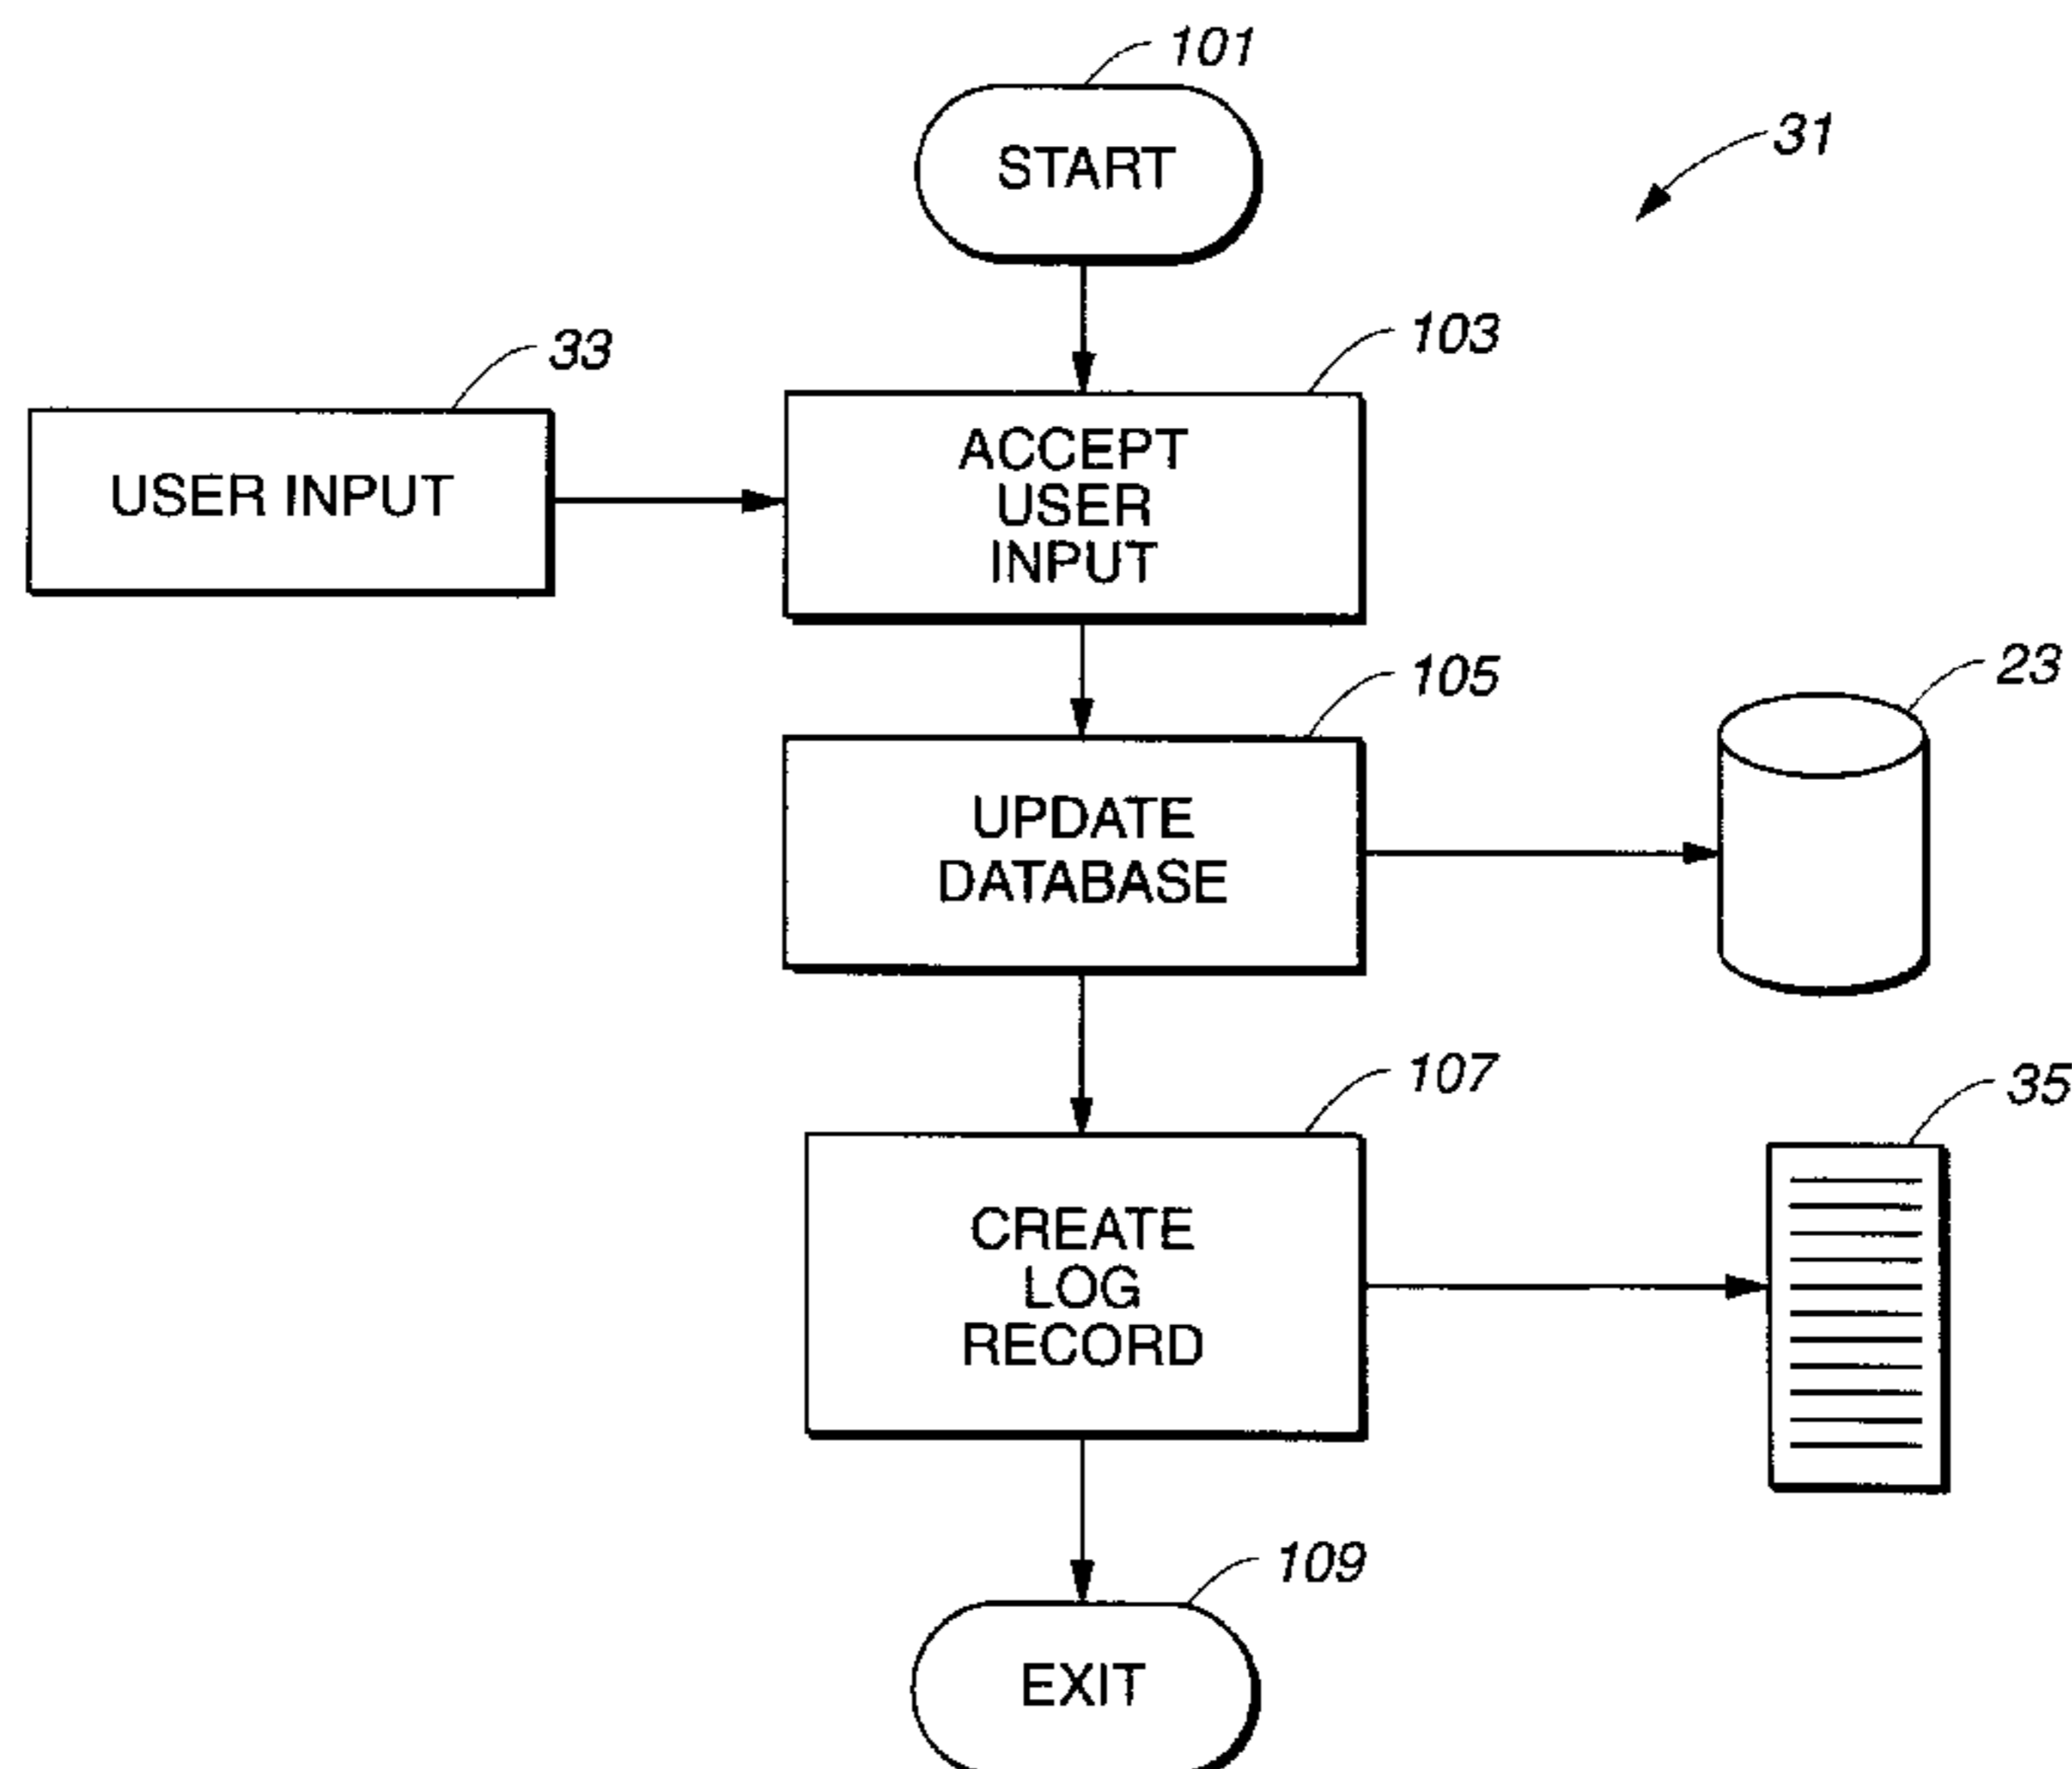 101
START
31
33
103
USER INPUT
ACCEPT
USER
INPUT
105
23
UPDATE
DATABASE
107
35
CREATE
LOG
RECORD
109
EXIT